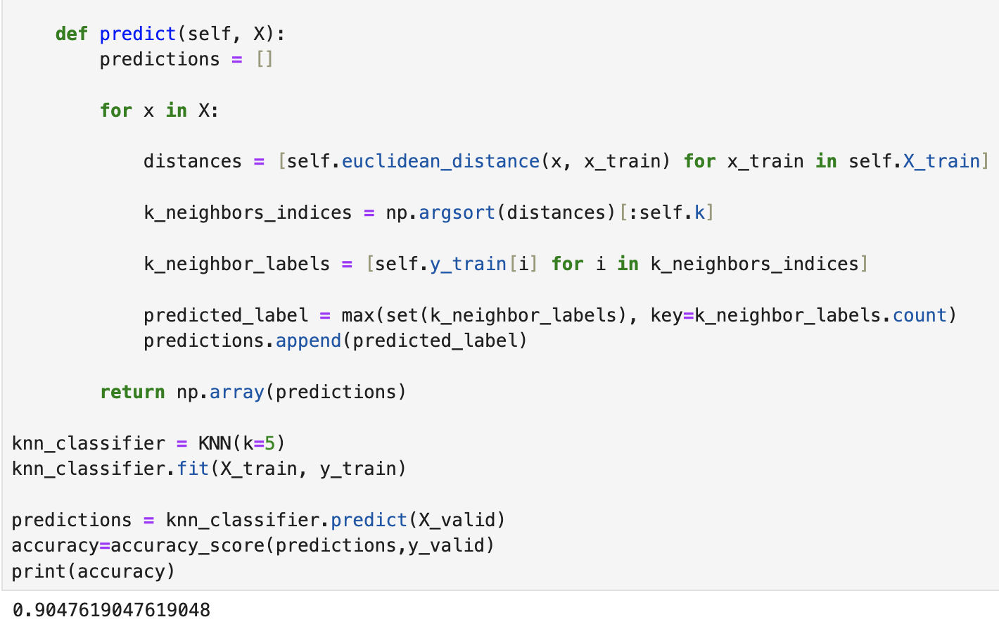 def predict(self, X):
predictions = []
for x in X:
distances = [self.euclidean_distance(x, x_train) for x_train in self.X_train]
k_neighbors_indices = np.argsort(distances)[:self.k]
k_neighbor_labels = [self.y_train[i] for i in k_neighbors_indices]
predicted_label = max(set(k_neighbor_labels), key=k_neighbor_labels.count)
predictions.append(predicted_label)
return np.array(predictions)
knn_classifier = KNN(k=5)
knn_classifier.fit(X_train, y_train)
predictions = knn_classifier.predict(X_valid)
accuracy=accuracy_score(predictions,y_valid)
print(accuracy)
0.9047619047619048